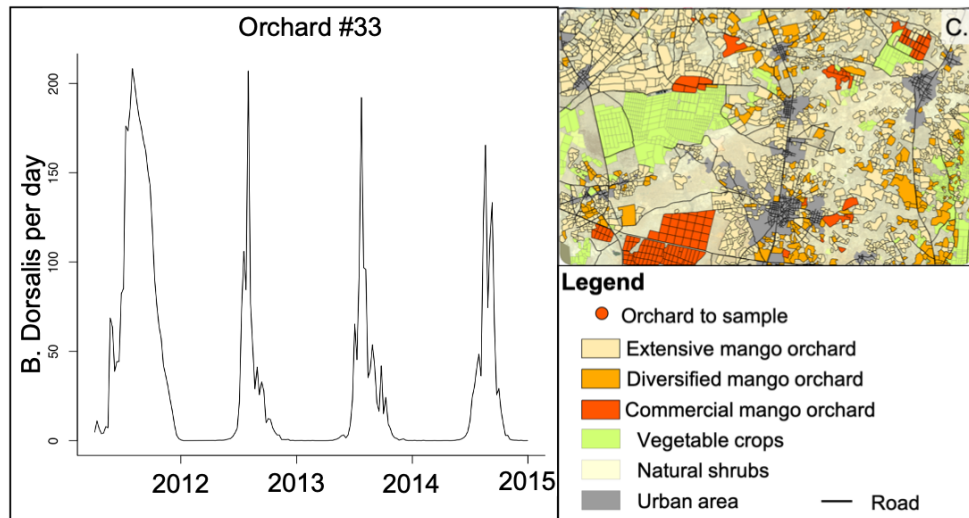 Orchard #33
B. Dorsalis per day
200
150
100
50
0
2012
2013
2014
2015
C.
Legend
Orchard to sample
Extensive mango orchard
Diversified mango orchard
Commercial mango orchard
Vegetable crops
Natural shrubs
Urban area
Road